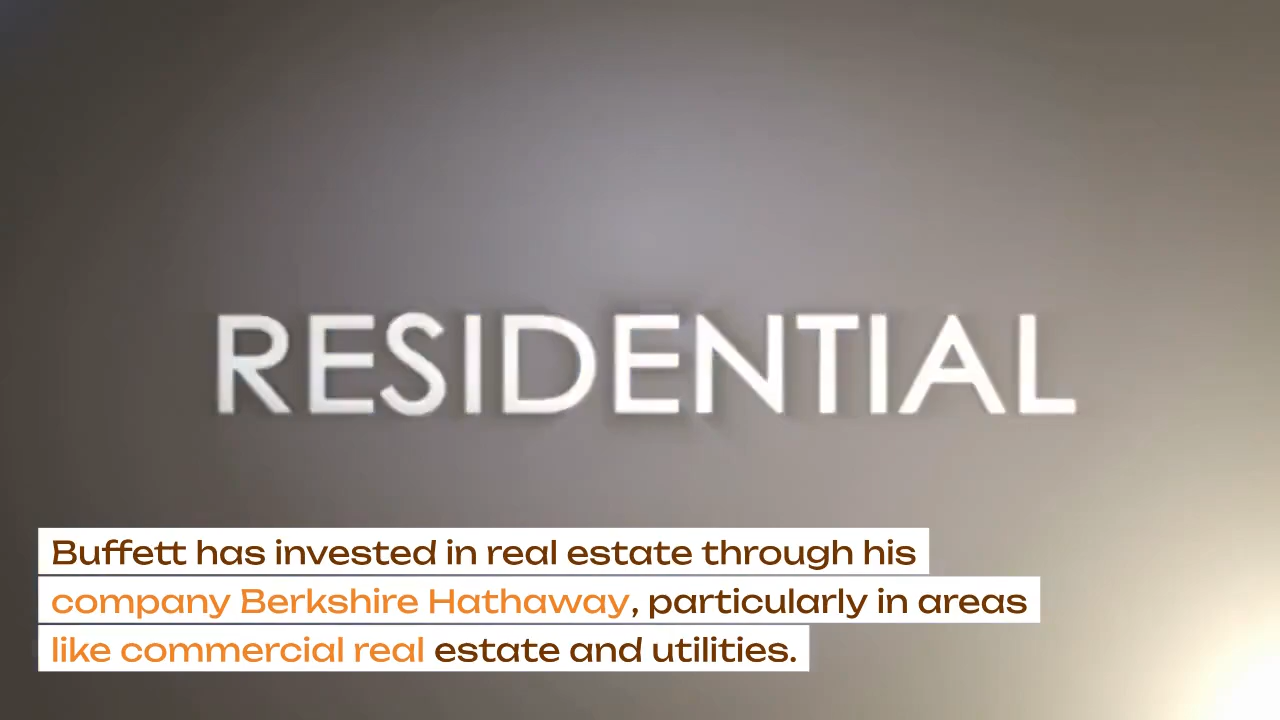 RESIDENTIAL
Buffett has invested in real estate through his
company Berkshire Hathaway, particularly in areas
like commercial real estate and utilities.